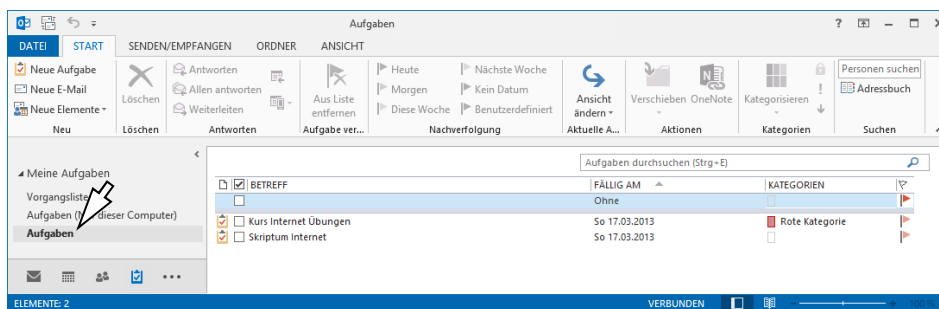 Aufgaben
DATEI START SENDEN/EMPFANGEN ORDNER ANSICHT
Neue Aufgabe
Neue E-Mail
Neue Elemente
Neu
Löschen
Löschen
Antworten
Allen antworten
Weiterleiten
Antworten
Aus Liste
entfernen
Aufgabe ver...
Heute
Morgen
Diese Woche
Nächste Woche
Kein Datum
Benutzerdefiniert
Nachverfolgung
Ansicht
ändern
Aktuelle A...
Verschieben OneNote
Aktionen
Kategorisieren
Kategorien
Personen suchen
Adressbuch
Suchen
Meine Aufgaben
Vorgangsliste
Aufgaben dieser Computer)
Aufgaben
Aufgaben durchsuchen (Strg+E)
BETREFF FÄLLIG AM KATEGORIEN
Ohne
Kurs Internet Übungen So 17.03.2013 Rote Kategorie
Skriptum Internet So 17.03.2013
ELEMENTE: 2 VERBUNDEN 100 %